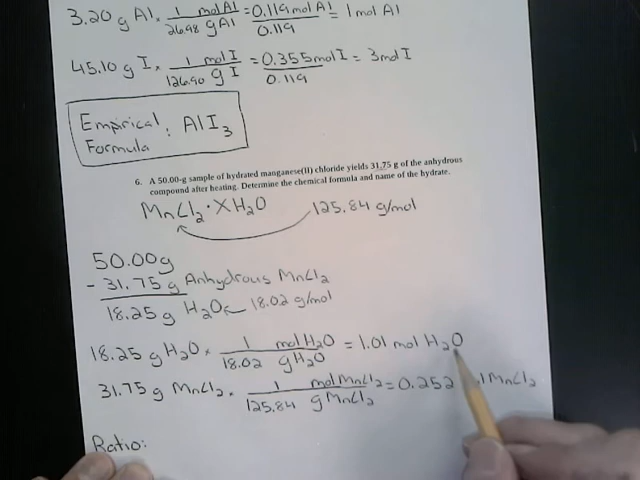 3.20 g Al × 1 mol Al / 26.98 g Al = 0.119 mol Al / 0.119 = 1 mol Al
45.10 g I × 1 mol I / 126.90 g I = 0.355 mol I / 0.119 = 3 mol I
Empirical Formula: AlI₃
6. A 50.00-g sample of hydrated manganese(II) chloride yields 31.75 g of the anhydrous
compound after heating. Determine the chemical formula and name of the hydrate.
MnCl₂ · XH₂O 125.84 g/mol
50.00g
- 31.75 g Anhydrous MnCl₂
18.25 g H₂O 18.02 g/mol
18.25 g H₂O × 1 mol H₂O / 18.02 g H₂O = 1.01 mol H₂O
31.75 g MnCl₂ × 1 mol MnCl₂ / 125.84 g MnCl₂ = 0.252 MnCl₂
Ratio: